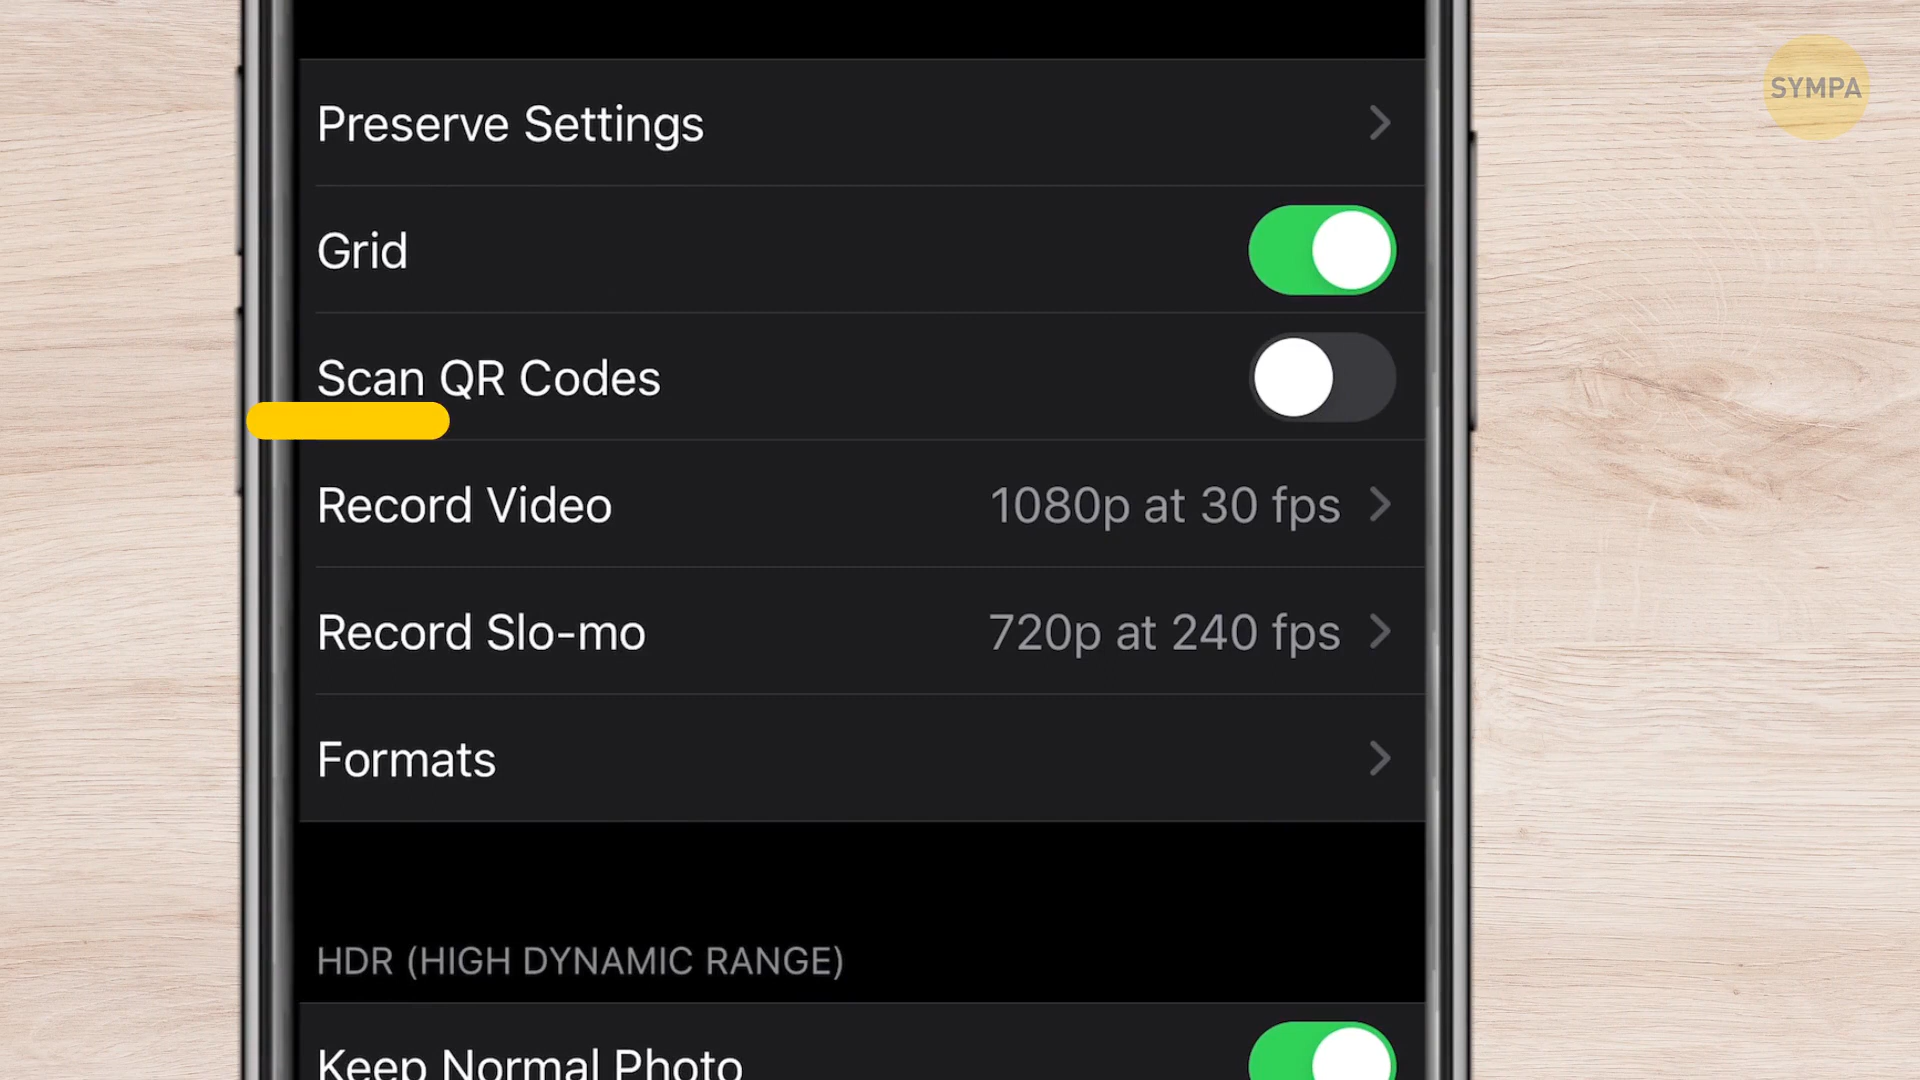 SYMPA
Preserve Settings
Grid
Scan QR Codes
Record Video 1080p at 30 fps
Record Slo-mo 720p at 240 fps
Formats
HDR (HIGH DYNAMIC RANGE)
Keep Normal Photo